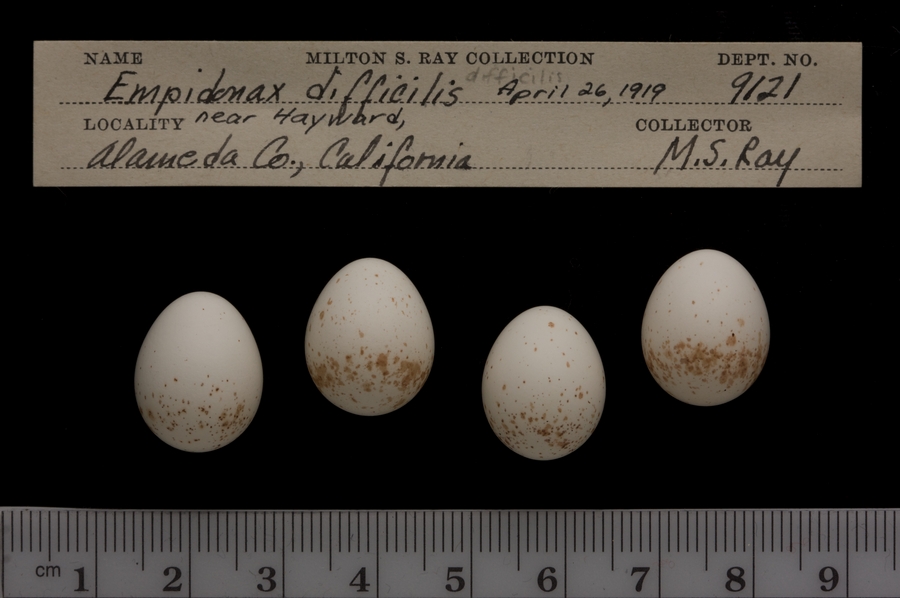 NAME MILTON S. RAY COLLECTION DEPT. NO.
difficilis
Empidonax difficilis April 26, 1919 9121
LOCALITY near Hayward, COLLECTOR
Alameda Co., California M.S. Ray
cm 1 2 3 4 5 6 7 8 9